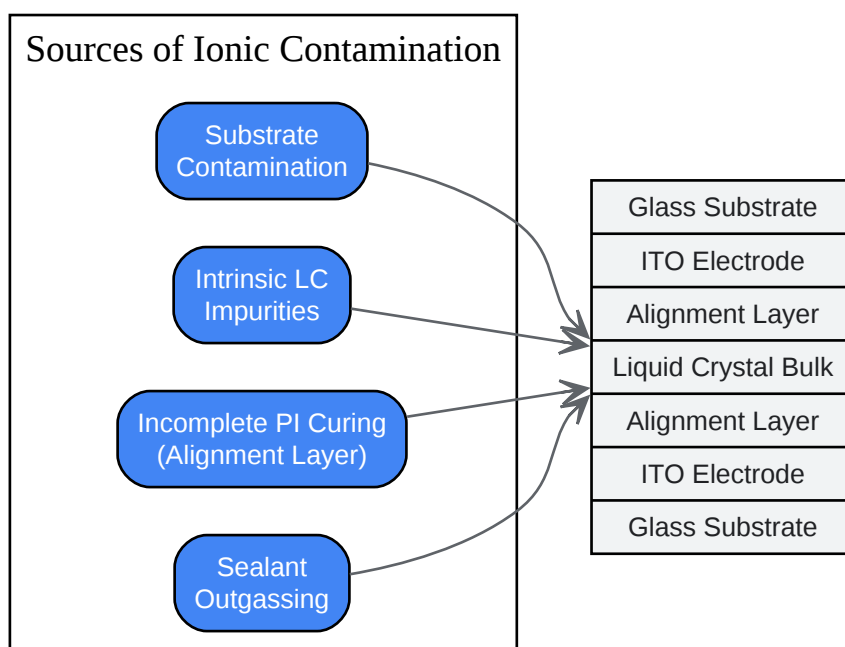 Sources of Ionic Contamination
Substrate
Contamination
Intrinsic LC
Impurities
Incomplete PI Curing
(Alignment Layer)
Sealant
Outgassing
Glass Substrate
ITO Electrode
Alignment Layer
Liquid Crystal Bulk
Alignment Layer
ITO Electrode
Glass Substrate